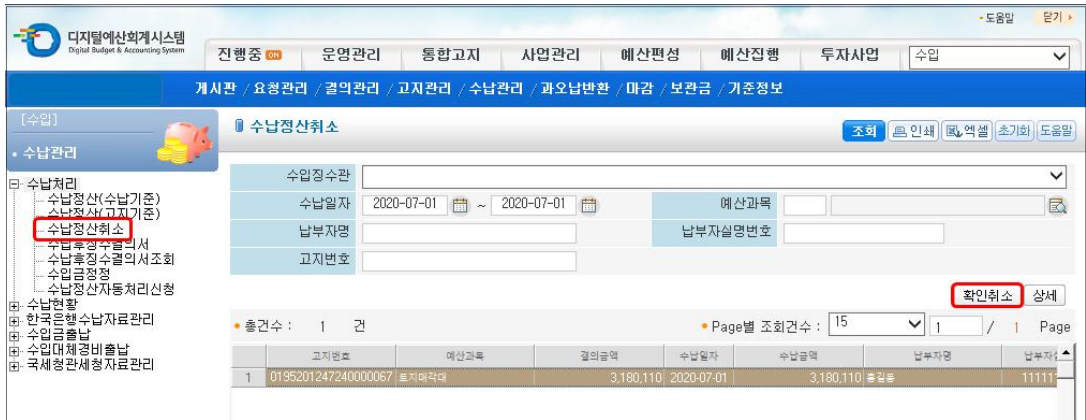 도움말 닫기
디지털예산회계시스템
Digital Budget & Accounting System
진행중 ON 운영관리 통합고지 사업관리 예산편성 예산집행 투자사업 수입
게시판 / 요청관리 / 결의관리 / 고지관리 / 수납관리 / 과오납반환 / 마감 / 보관금 / 기준정보
[수입]
수납관리
수납정산취소
조회 인쇄 엑셀 초기화 도움말
수납처리
수납정산(수납기준)
수납정산(고지기준)
수납정산취소
수납후징수결의서
수납후징수결의서조회
수입금정정
수납정산자동처리신청
수납현황
한국은행수납자료관리
수입금출납
수입대체경비출납
국세청관세청자료관리
수입징수관
수납일자 2020-07-01 ~ 2020-07-01 예산과목
납부자명 납부자실명번호
고지번호
확인취소 상세
총건수 : 1 건 Page별 조회건수 : 15 1 / 1 Page
고지번호 예산과목 결의금액 수납일자 수납금액 납부자명
1 0195201247240000067 토지매각대 3,180,110 2020-07-01 3,180,110 홍길동 111111